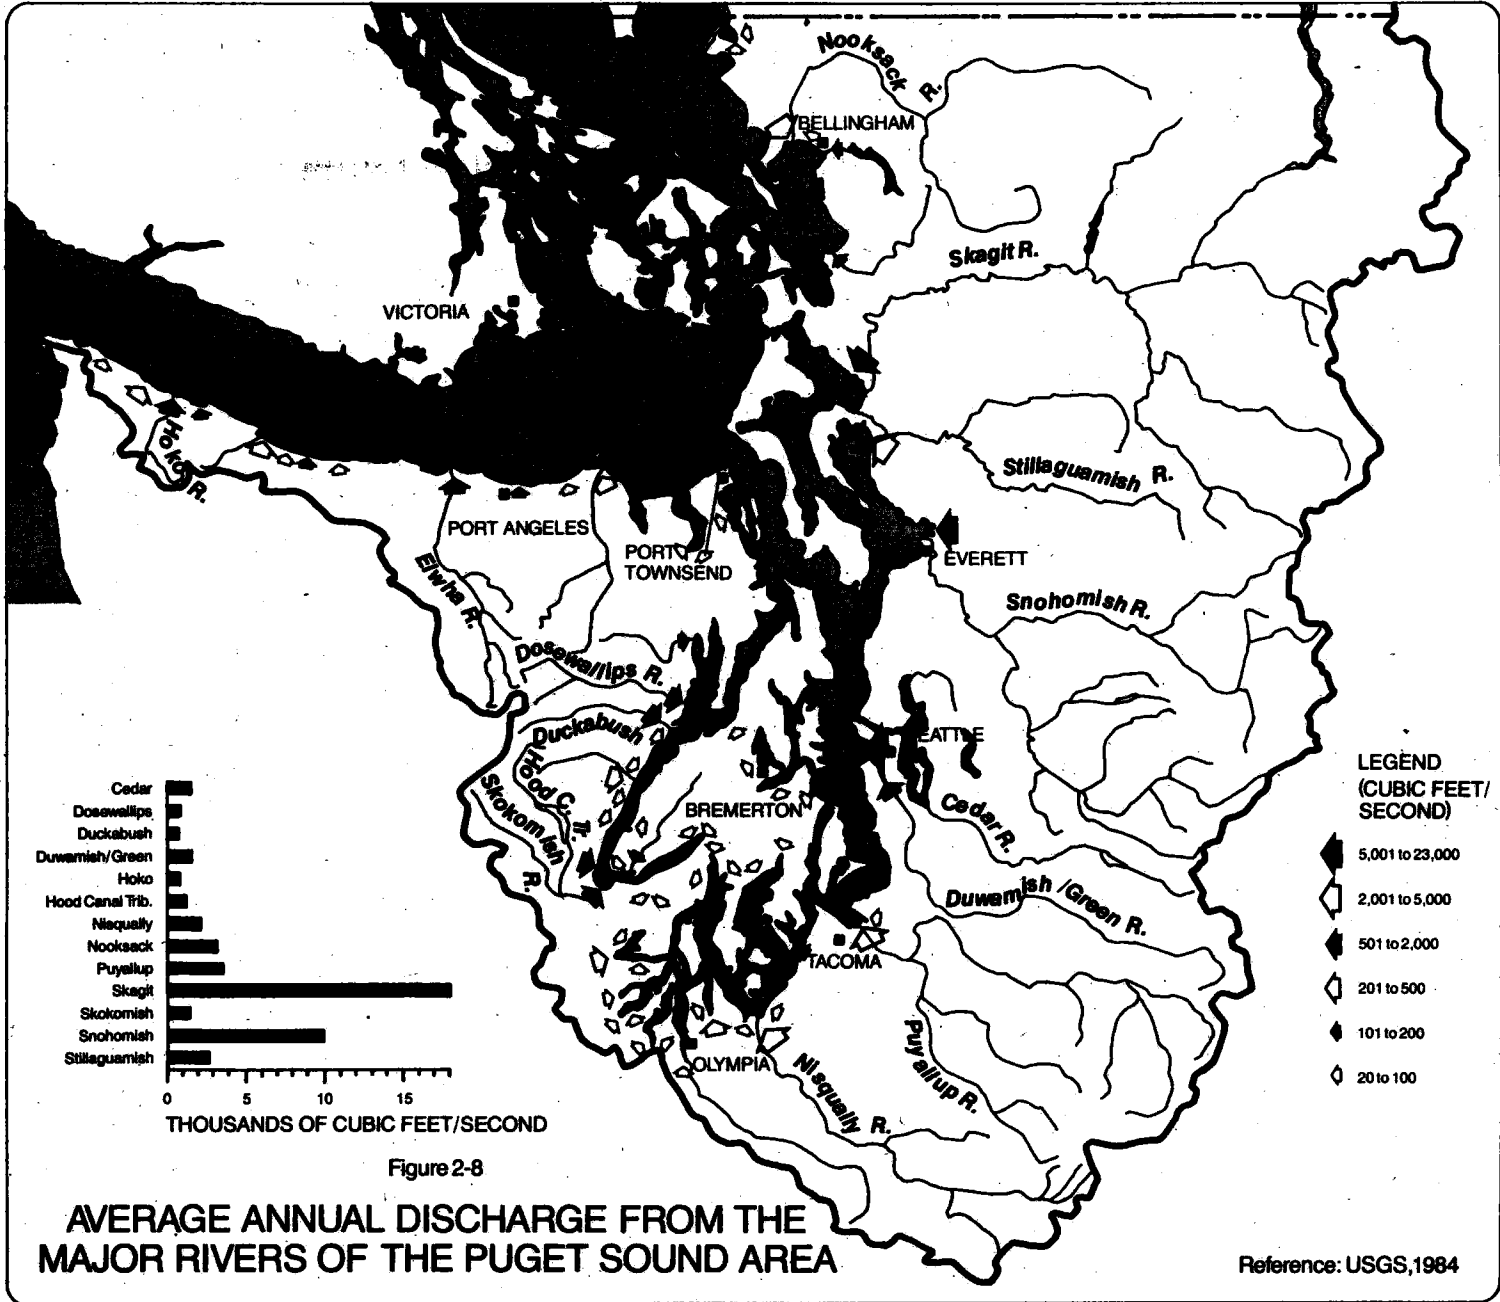 Nooksack R.
BELLINGHAM
Skagit R.
VICTORIA
Hoko R.
Stillaguamish R.
PORT ANGELES
PORT
TOWNSEND
EVERETT
Elwha R.
Snohomish R.
Dosewallips R.
Duckabush
EATTLE
Hood C. Tr.
Skokomish R.
BREMERTON
Cedar R.
Duwamish/Green R.
TACOMA
OLYMPIA
Puyallup R.
Nisqually R.
LEGEND
(CUBIC FEET/
SECOND)
5,001 to 23,000
2,001 to 5,000
501 to 2,000
201 to 500
101 to 200
20 to 100
Cedar
Dosewallips
Duckabush
Duwamish/Green
Hoko
Hood Canal Trib.
Nisqually
Nooksack
Puyallup
Skagit
Skokomish
Snohomish
Stillaguamish
0 5 10 15
THOUSANDS OF CUBIC FEET/SECOND
Figure 2-8
AVERAGE ANNUAL DISCHARGE FROM THE
MAJOR RIVERS OF THE PUGET SOUND AREA
Reference: USGS,1984